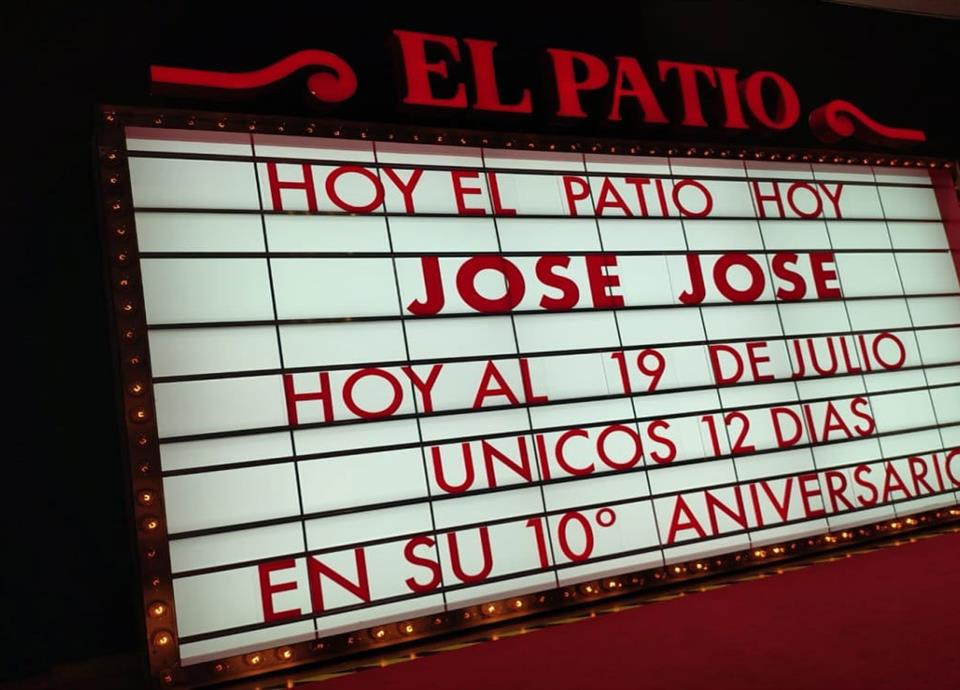 EL PATIO
HOY EL PATIO HOY
JOSE JOSE
HOY AL 19 DE JULIO
UNICOS 12 DIAS
EN SU 10º ANIVERSARIO